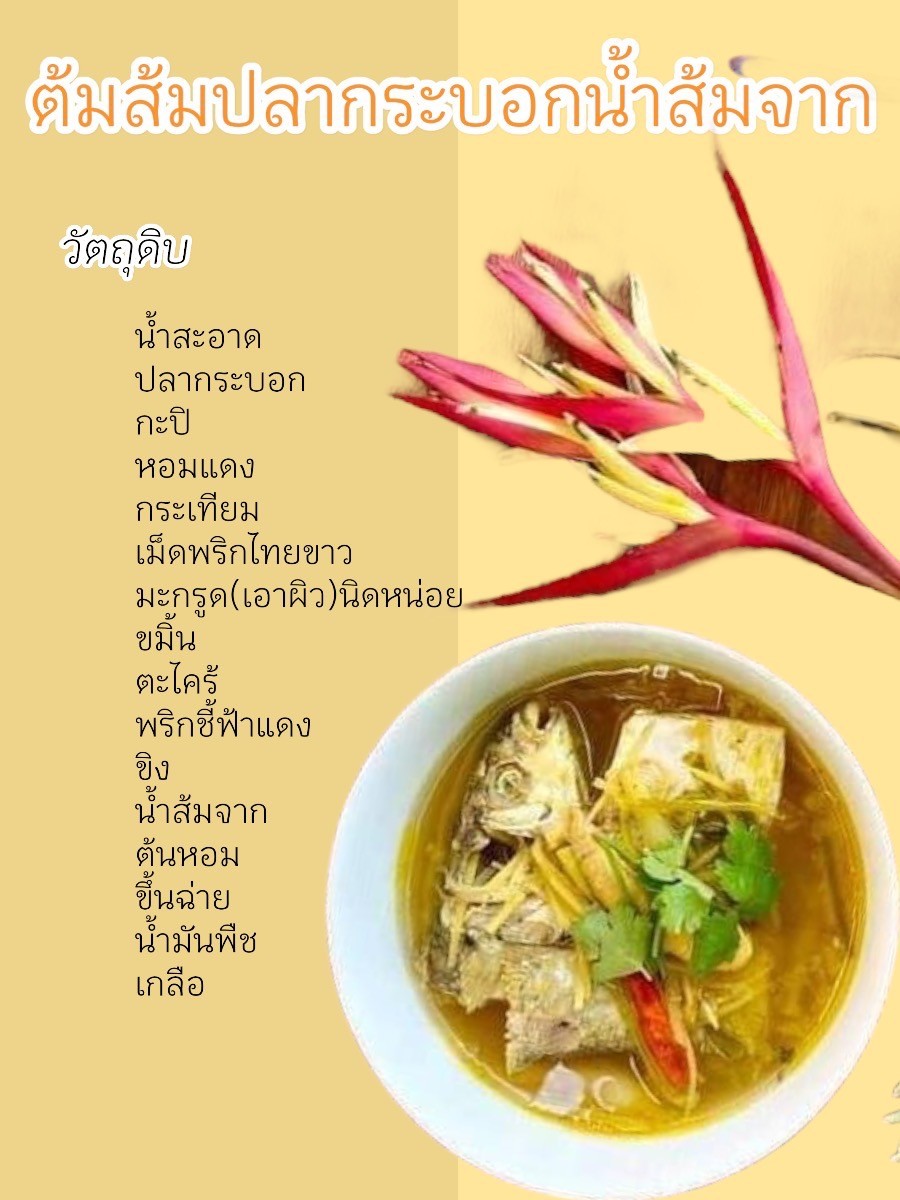 ต้มส้มปลากระบอกน้ำส้มจาก
วัตถุดิบ
น้ำสะอาด
ปลากระบอก
กะปิ
หอมแดง
กระเทียม
เม็ดพริกไทยขาว
มะกรูด(เอาผิว)นิดหน่อย
ขมิ้น
ตะไคร้
พริกชี้ฟ้าแดง
ขิง
น้ำส้มจาก
ต้นหอม
ขึ้นฉ่าย
น้ำมันพืช
เกลือ